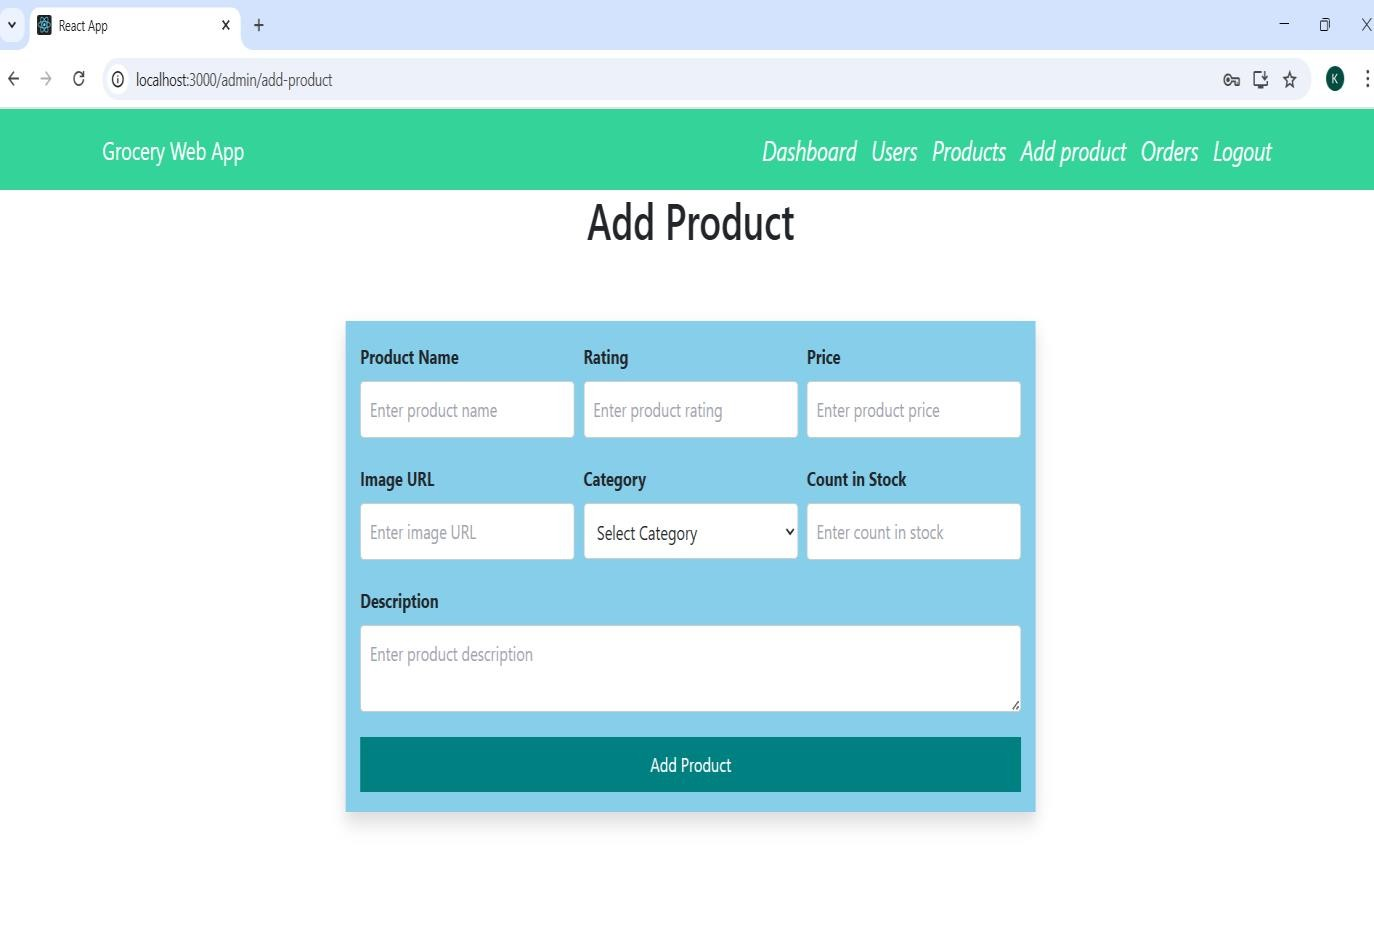 React App
localhost:3000/admin/add-product
K
Grocery Web App
Dashboard Users Products Add product Orders Logout
Add Product
Product Name Rating Price
Enter product name Enter product rating Enter product price
Image URL Category Count in Stock
Enter image URL Select Category Enter count in stock
Description
Enter product description
Add Product